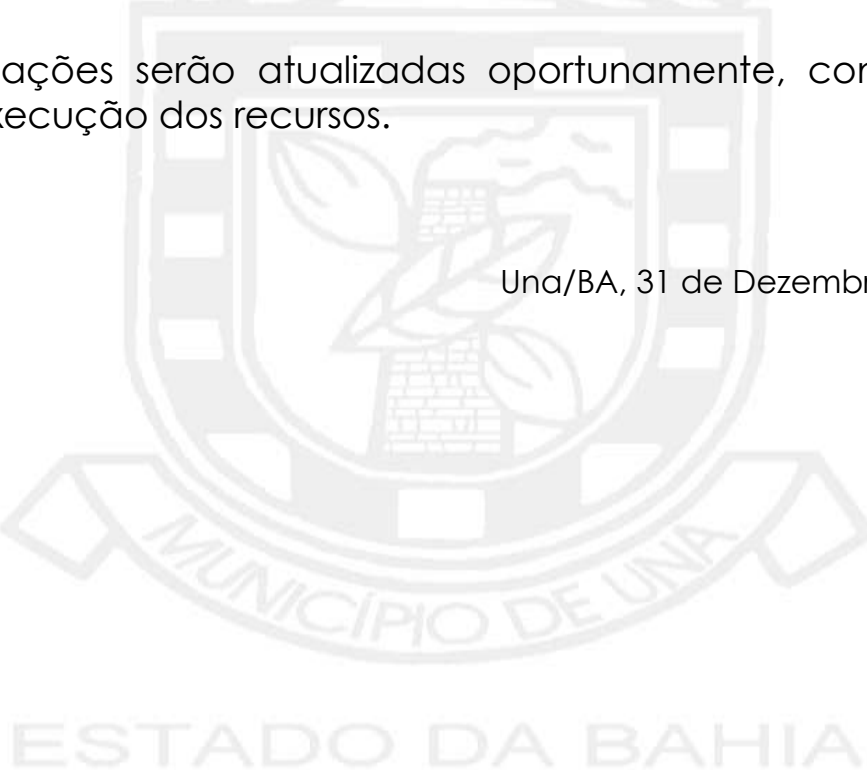 ações serão atualizadas oportunamente, con
xecução dos recursos.
Una/BA, 31 de Dezembr
MUNICÍPIO DE UNA
ESTADO DA BAHIA